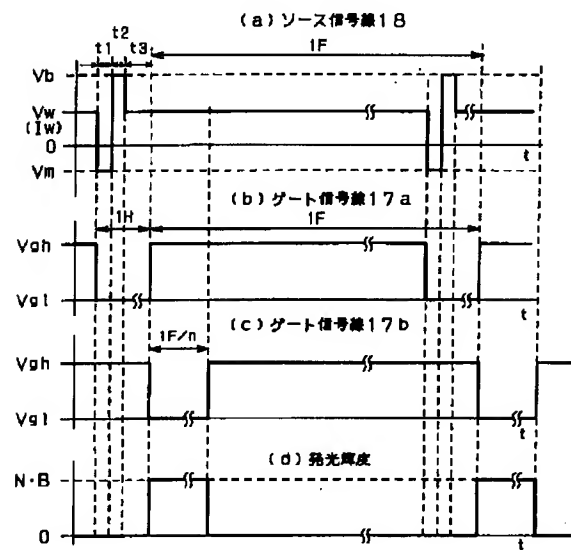 (a) ソース信号線18
t2
t1 t3
1F
Vb
Vw
(Iw)
0
t
Vm
(b) ゲート信号線17a
1H
1F
Vgh
Vgl
t
(c) ゲート信号線17b
1F/n
Vgh
Vgl
t
(d) 発光輝度
N・B
0
t